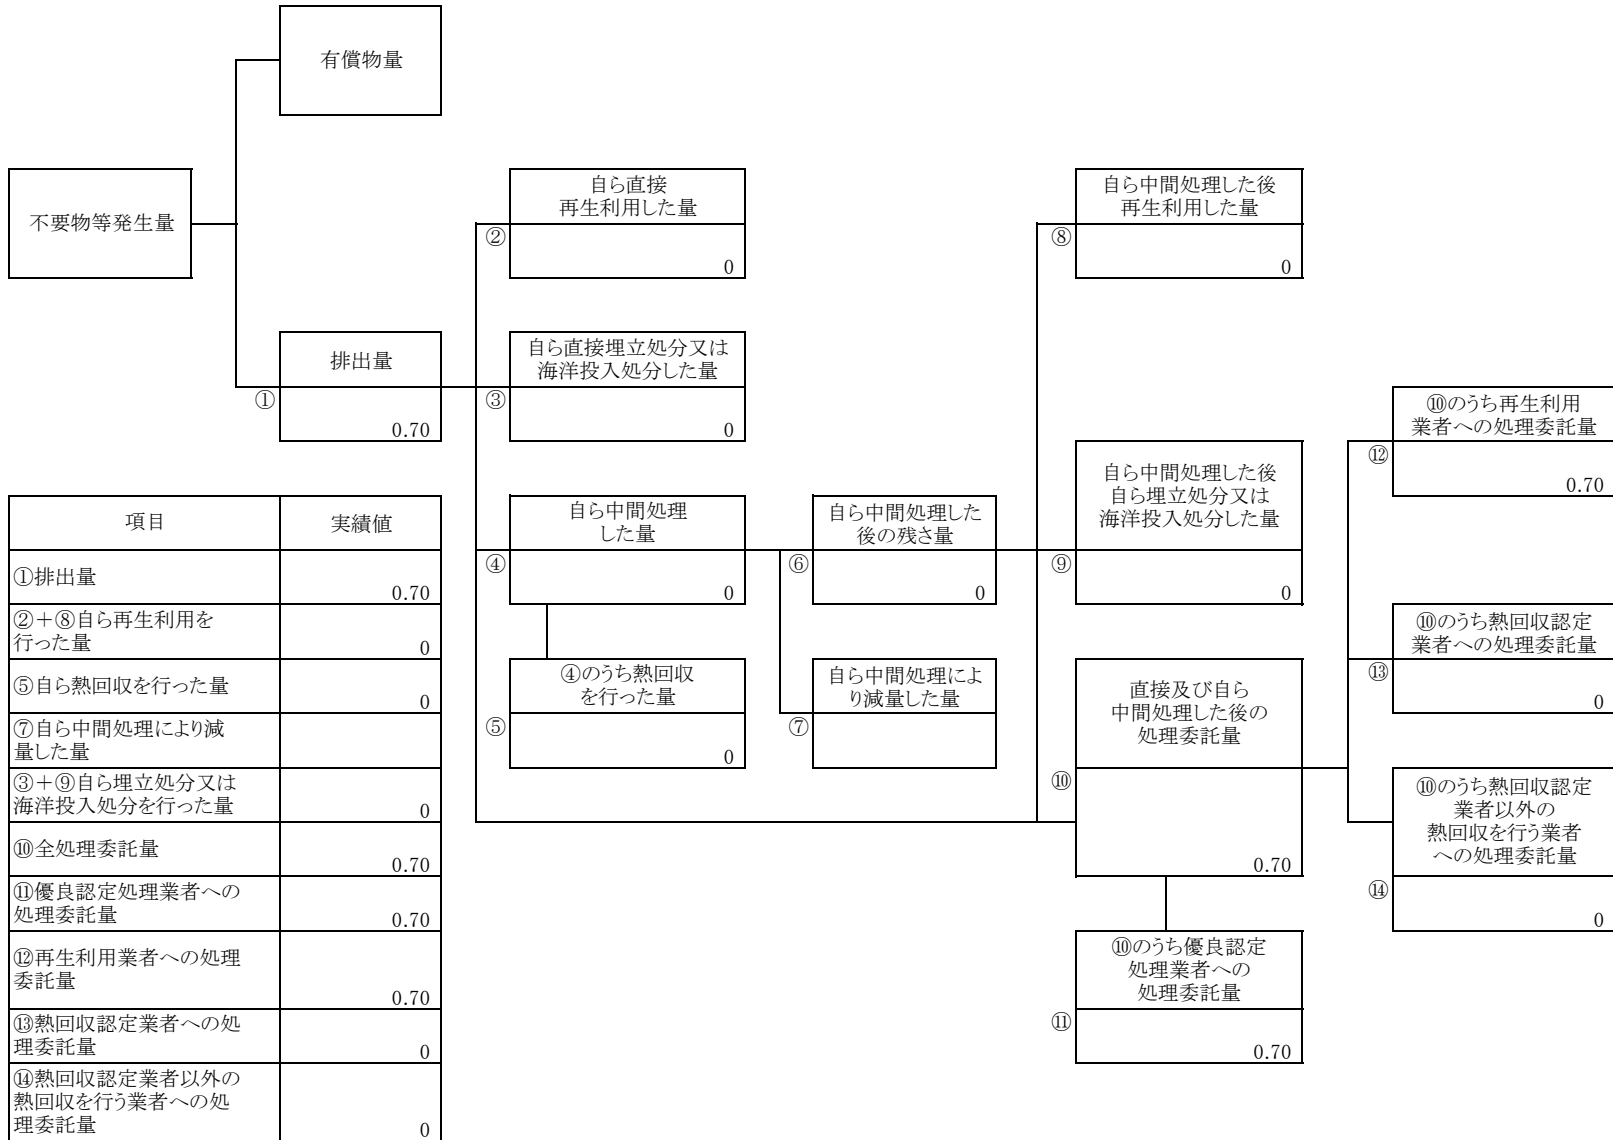 有償物量
不要物等発生量
自ら直接
再生利用した量
②
0
自ら中間処理した後
再生利用した量
⑧
0
排出量
①
0.70
自ら直接埋立処分又は
海洋投入処分した量
③
0
⑩のうち再生利用
業者への処理委託量
⑫
0.70
自ら中間処理
した量
④
0
自ら中間処理した
後の残さ量
⑥
0
自ら中間処理した後
自ら埋立処分又は
海洋投入処分した量
⑨
0
⑩のうち熱回収認定
業者への処理委託量
⑬
0
④のうち熱回収
を行った量
⑤
0
自ら中間処理によ
り減量した量
⑦
直接及び自ら
中間処理した後の
処理委託量
⑩
0.70
⑩のうち熱回収認定
業者以外の
熱回収を行う業者
への処理委託量
⑭
0
⑩のうち優良認定
処理業者への
処理委託量
⑪
0.70
項目 実績値
①排出量
0.70
②＋⑧自ら再生利用を
行った量
0
⑤自ら熱回収を行った量
0
⑦自ら中間処理により減
量した量
③＋⑨自ら埋立処分又は
海洋投入処分を行った量
0
⑩全処理委託量
0.70
⑪優良認定処理業者への
処理委託量
0.70
⑫再生利用業者への処理
委託量
0.70
⑬熱回収認定業者への処
理委託量
0
⑭熱回収認定業者以外の
熱回収を行う業者への処
理委託量
0